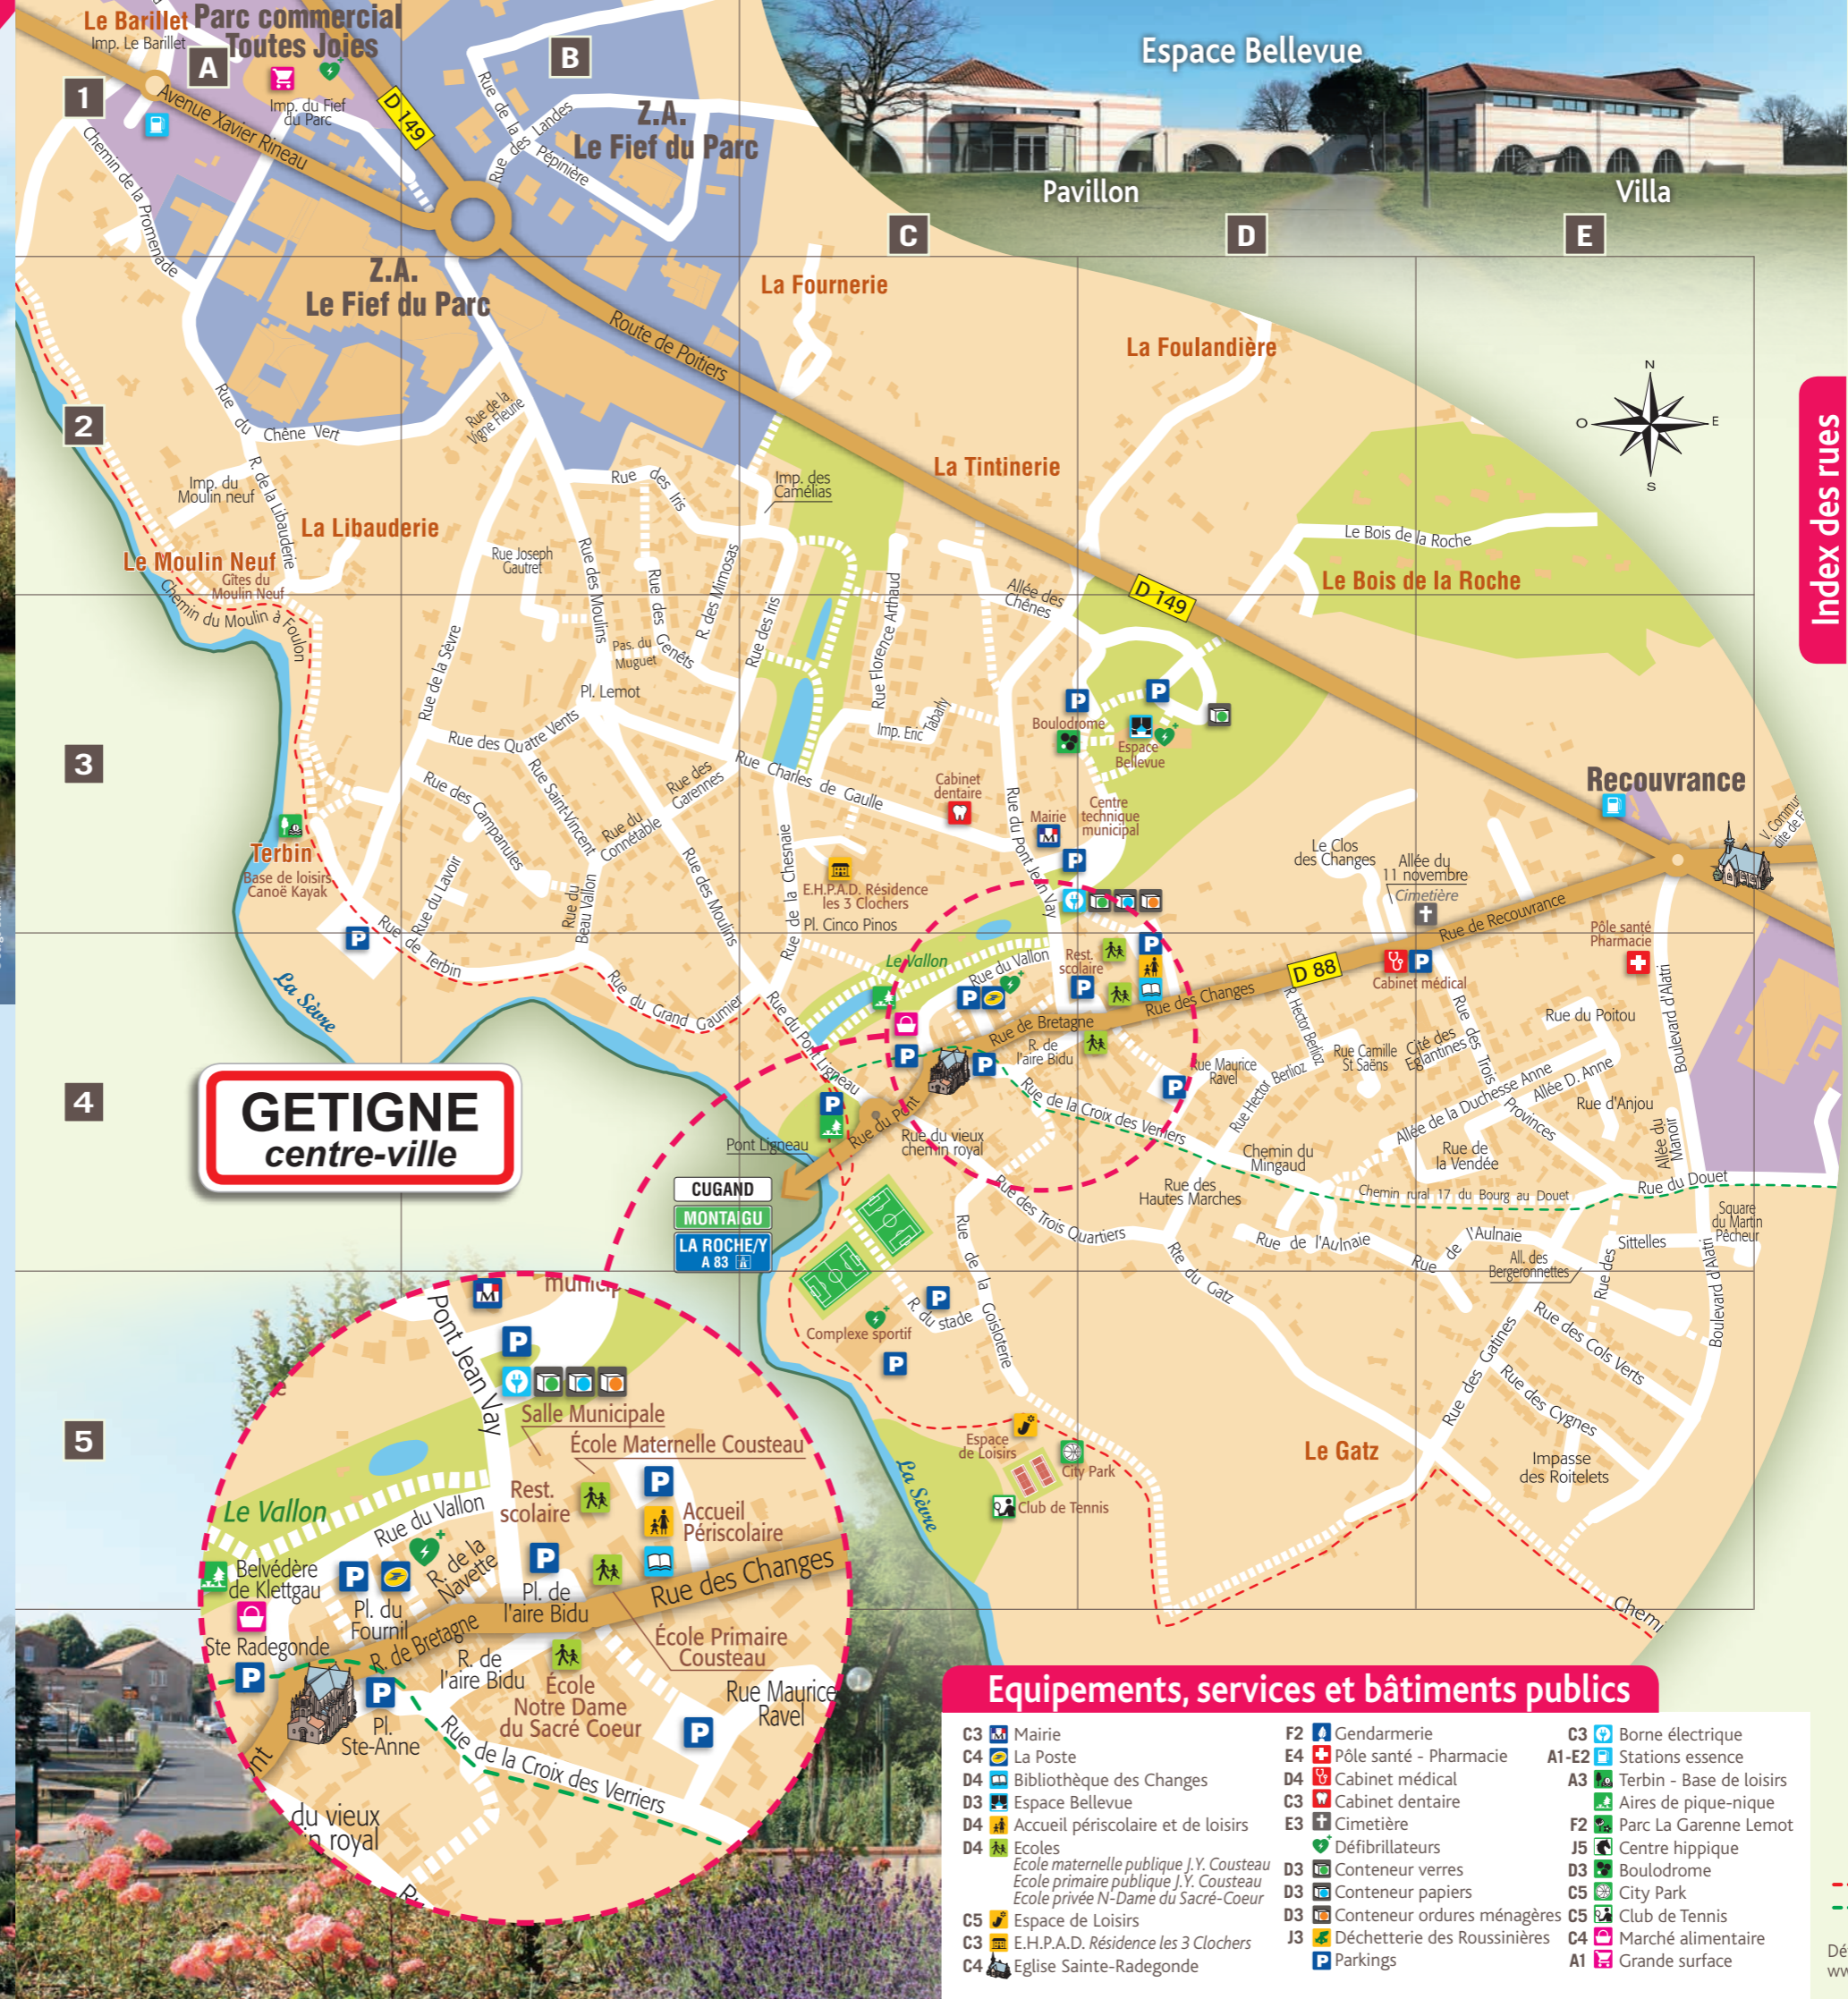 Le Barillet
Imp. Le Barillet
Parc commercial
Toutes Joies
A
B
1
Avenue Xavier Rineau
Imp. du Fief
du Parc
D 149
Rue de la Pépinière
Rue des Landes
Z.A.
Le Fief du Parc
Chemin de la Promenade
Espace Bellevue
Pavillon
Villa
C
D
E
Z.A.
Le Fief du Parc
La Fournerie
Route de Poitiers
La Foulandière
N
O
E
S
Index des rues
2
Rue du Chêne Vert
Rue de la
Vigne Fleurie
Imp. du
Moulin neuf
R. de la Libauderie
La Libauderie
Rue des Iris
Imp. des
Camélias
La Tintinerie
Le Bois de la Roche
Le Bois de la Roche
Le Moulin Neuf
Gîtes du
Moulin Neuf
Chemin du Moulin à Foulon
Rue Joseph
Gautret
Rue des Moulins
Rue des Genêts
R. des Mimosas
Rue des Iris
Rue Florence Arthaud
Allée des
Chênes
D 149
Rue de la Sèvre
Pas. du
Muguet
Pl. Lemot
Imp. Eric Tabarly
Boulodrome
Espace
Bellevue
3
Rue des Quatre Vents
Rue des Campanules
Rue Saint-Vincent
Rue du
Connétable
Rue des
Garennes
Rue Charles de Gaulle
Cabinet
dentaire
Rue du Pont Jean Vay
Mairie
Centre
technique
municipal
Recouvrance
Terbin
Base de loisirs
Canoë Kayak
Rue du Lavoir
Rue du
Beau Vallon
Rue des Moulins
Rue de la Chesnaie
E.H.P.A.D. Résidence
les 3 Clochers
Pl. Cinco Pinos
Le Clos
des Changes
Allée du
11 novembre
Cimetière
Rue de Recouvrance
Pôle santé
Pharmacie
Rue de Terbin
La Sèvre
Rue du Grand Gaumier
Rue du Pont Ligneau
Le Vallon
Rue du Vallon
Rest.
scolaire
Rue de Bretagne
Rue des Changes
D 88
Cabinet médical
R. de
l'aire Bidu
R. Hector Berlioz
Rue Maurice
Ravel
Rue Hector Berlioz
Rue Camille
St Saëns
Cité des
Eglantines
Rue des Trois Provinces
Rue du Poitou
Boulevard d'Alatri
Allée de la Duchesse Anne
Allée D. Anne
Rue d'Anjou
Rue de
la Vendée
Allée du
Manoir
4
GETIGNE
centre-ville
Pont Ligneau
Rue du Pont
Rue du vieux
chemin royal
Rue de la Croix des Verriers
Chemin du
Mingaud
Rue des
Hautes Marches
Chemin rural 17 du Bourg au Douet
Rue du Douet
CUGAND
MONTAIGU
LA ROCHE/Y
A 83
Rue des Trois Quartiers
Rue de la Goisloterie
Rte du Gatz
Rue de l'Aulnaie
Rue de l'Aulnaie
All. des
Bergeronnettes
Rue des Sittelles
Square
du Martin
Pêcheur
Boulevard d'Alatri
R. du stade
Complexe sportif
Rue des Gatines
Rue des Cols Verts
Rue des Cygnes
Impasse
des Roitelets
Le Gatz
5
Espace
de Loisirs
City Park
Club de Tennis
La Sèvre
Chemi
municip
Pont Jean Vay
Salle Municipale
École Maternelle Cousteau
Rest.
scolaire
Accueil
Périscolaire
Le Vallon
Rue du Vallon
Belvédère
de Klettgau
R. de la
Navette
Pl. du
Fournil
Pl. de
l'aire Bidu
Rue des Changes
Ste Radegonde
R. de Bretagne
R. de
l'aire Bidu
École Primaire
Cousteau
École
Notre Dame
du Sacré Coeur
Rue Maurice
Ravel
Pl.
Ste-Anne
Rue de la Croix des Verriers
du vieux
n royal
Equipements, services et bâtiments publics
C3 Mairie
C4 La Poste
D4 Bibliothèque des Changes
D3 Espace Bellevue
D4 Accueil périscolaire et de loisirs
D4 Ecoles
Ecole maternelle publique J.Y. Cousteau
Ecole primaire publique J.Y. Cousteau
Ecole privée N-Dame du Sacré-Coeur
C5 Espace de Loisirs
C3 E.H.P.A.D. Résidence les 3 Clochers
C4 Eglise Sainte-Radegonde
F2 Gendarmerie
E4 Pôle santé - Pharmacie
D4 Cabinet médical
C3 Cabinet dentaire
E3 Cimetière
Défibrillateurs
D3 Conteneur verres
D3 Conteneur papiers
D3 Conteneur ordures ménagères
J3 Déchetterie des Roussinières
P Parkings
C3 Borne électrique
A1-E2 Stations essence
A3 Terbin - Base de loisirs
Aires de pique-nique
F2 Parc La Garenne Lemot
J5 Centre hippique
D3 Boulodrome
C5 City Park
C5 Club de Tennis
C4 Marché alimentaire
A1 Grande surface